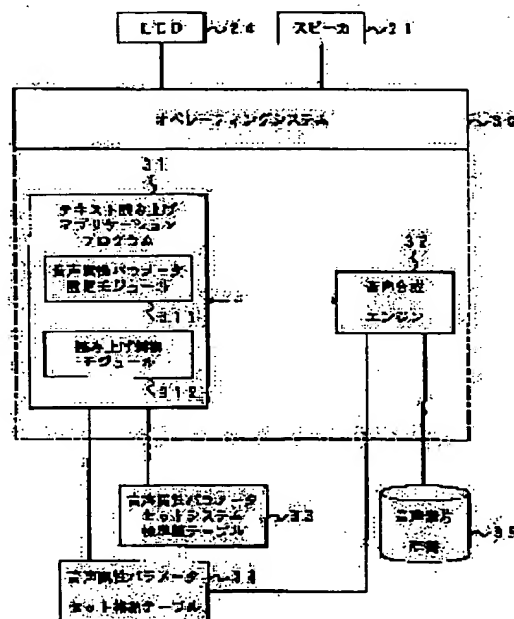 LCD
24
スピーカ
21
オペレーティングシステム
30
31
テキスト読み上げ
アプリケーション
プログラム
音声属性パラメータ
設定モジュール
311
読み上げ制御
モジュール
312
32
音声合成
エンジン
音声属性パラメータ
セットシステム
標準値テーブル
音声属性パラメータ
セット格納テーブル
音声素片
35